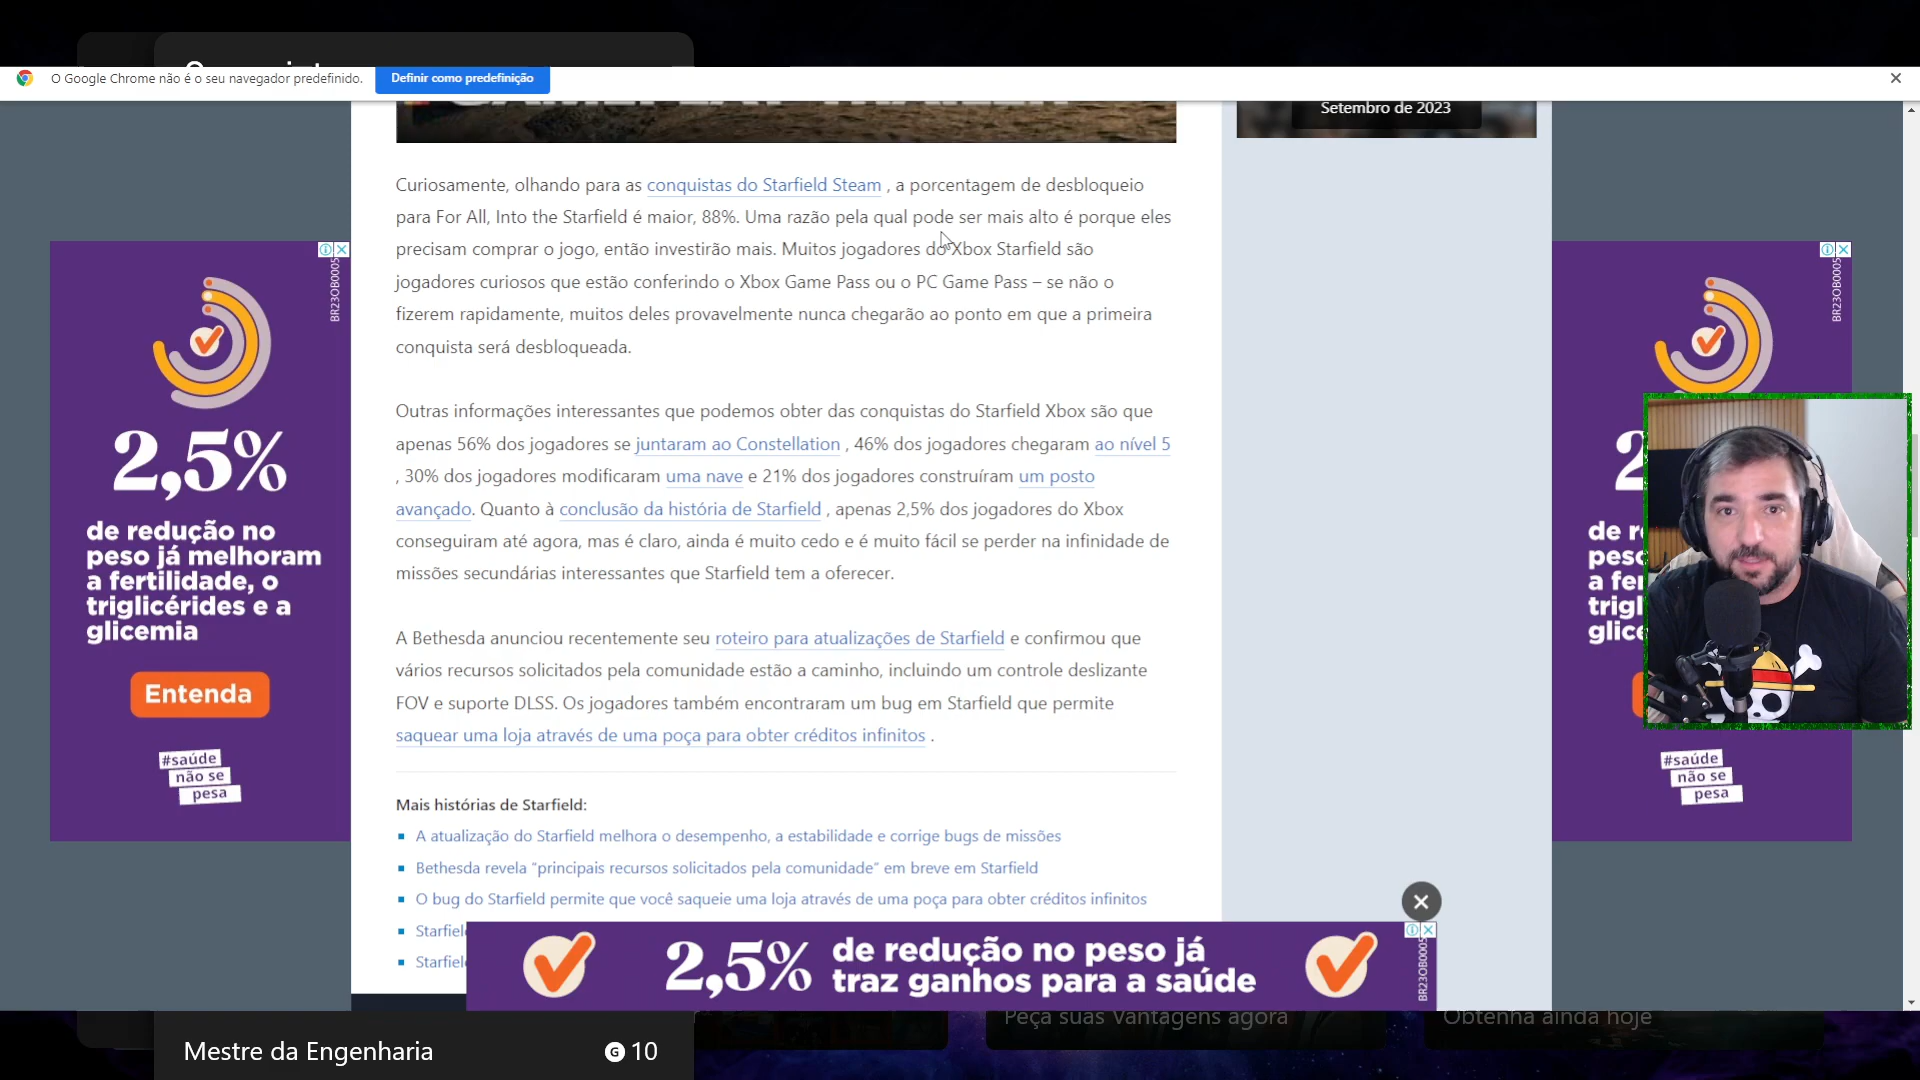 O Google Chrome não é o seu navegador predefinido.
Definir como predefinição
Setembro de 2023
Curiosamente, olhando para as conquistas do Starfield Steam , a porcentagem de desbloqueio
para For All, Into the Starfield é maior, 88%. Uma razão pela qual pode ser mais alto é porque eles
precisam comprar o jogo, então investirão mais. Muitos jogadores do Xbox Starfield são
jogadores curiosos que estão conferindo o Xbox Game Pass ou o PC Game Pass – se não o
fizerem rapidamente, muitos deles provavelmente nunca chegarão ao ponto em que a primeira
conquista será desbloqueada.
Outras informações interessantes que podemos obter das conquistas do Starfield Xbox são que
apenas 56% dos jogadores se juntaram ao Constellation , 46% dos jogadores chegaram ao nível 5
, 30% dos jogadores modificaram uma nave e 21% dos jogadores construíram um posto
avançado. Quanto à conclusão da história de Starfield , apenas 2,5% dos jogadores do Xbox
conseguiram até agora, mas é claro, ainda é muito cedo e é muito fácil se perder na infinidade de
missões secundárias interessantes que Starfield tem a oferecer.
A Bethesda anunciou recentemente seu roteiro para atualizações de Starfield e confirmou que
vários recursos solicitados pela comunidade estão a caminho, incluindo um controle deslizante
FOV e suporte DLSS. Os jogadores também encontraram um bug em Starfield que permite
saquear uma loja através de uma poça para obter créditos infinitos .
Mais histórias de Starfield:
A atualização do Starfield melhora o desempenho, a estabilidade e corrige bugs de missões
Bethesda revela "principais recursos solicitados pela comunidade" em breve em Starfield
O bug do Starfield permite que você saqueie uma loja através de uma poça para obter créditos infinitos
Starfiel
Starfiel
BR23OB0005
2,5%
de redução no
peso já melhoram
a fertilidade, o
triglicérides e a
glicemia
Entenda
#saúde
não se
pesa
BR23OB0005
2
de r
peso
a fer
trigl
glice
#saúde
não se
pesa
2,5%
de redução no peso já
traz ganhos para a saúde
BR23OB0005
Mestre da Engenharia
G 10
Peça suas vantagens agora
Obtenha ainda hoje